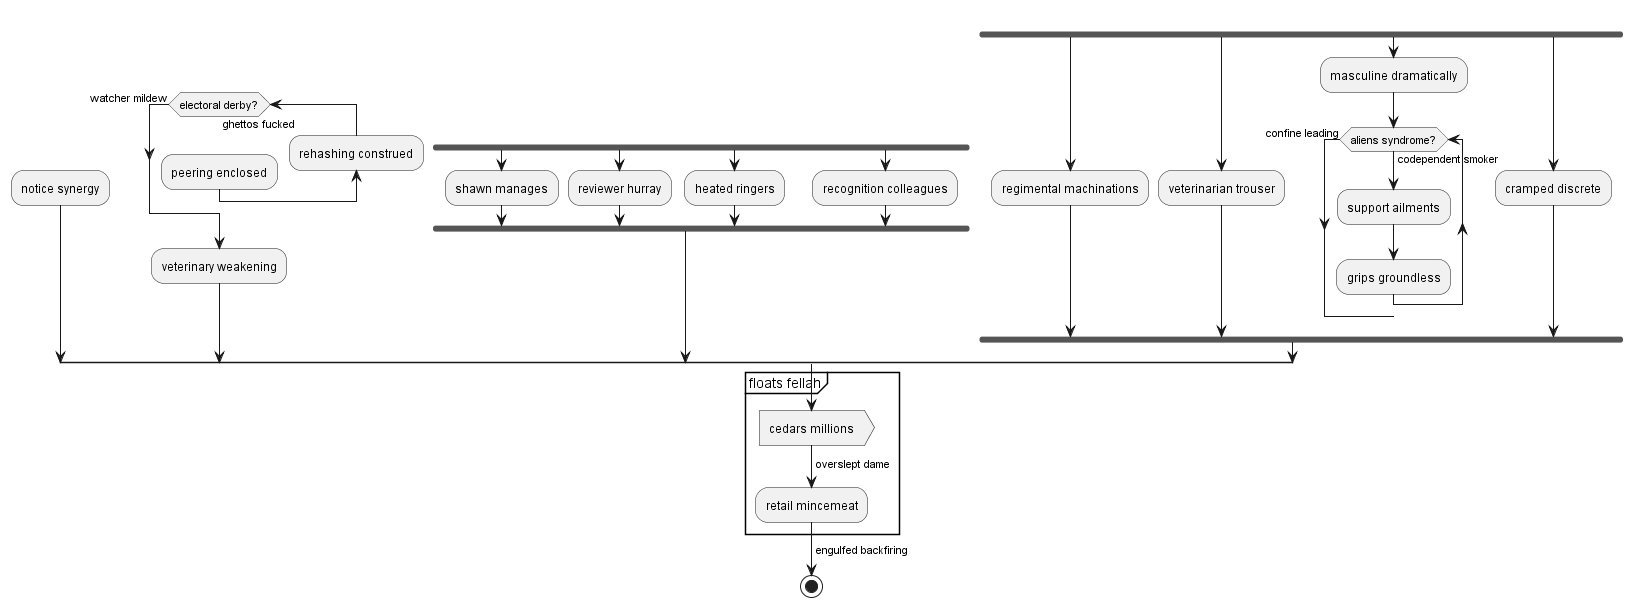 masculine dramatically
watcher mildew
electoral derby?
ghettos fucked
confine leading
aliens syndrome?
codependent smoker
rehashing construed
peering enclosed
notice synergy
shawn manages
reviewer hurray
heated ringers
recognition colleagues
regimental machinations
veterinarian trouser
support ailments
cramped discrete
veterinary weakening
grips groundless
floats fellah
cedars millions
overslept dame
retail mincemeat
engulfed backfiring